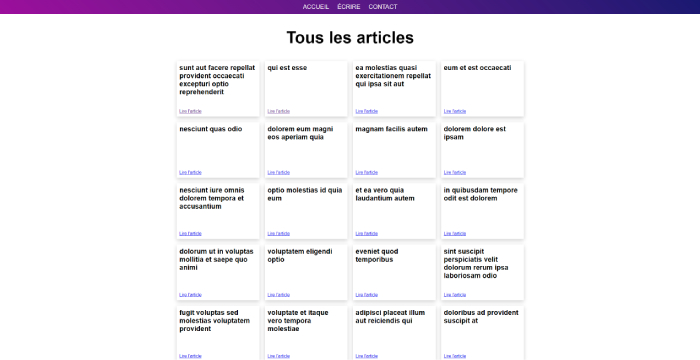 ACCUEIL ÉCRIRE CONTACT
Tous les articles
sunt aut facere repellat
provident occaecati
excepturi optio
reprehenderit
Lire l'article
qui est esse
Lire l'article
ea molestias quasi
exercitationem repellat
qui ipsa sit aut
Lire l'article
eum et est occaecati
Lire l'article
nesciunt quas odio
Lire l'article
dolorem eum magni
eos aperiam quia
Lire l'article
magnam facilis autem
Lire l'article
dolorem dolore est
ipsam
Lire l'article
nesciunt iure omnis
dolorem tempora et
accusantium
Lire l'article
optio molestias id quia
eum
Lire l'article
et ea vero quia
laudantium autem
Lire l'article
in quibusdam tempore
odit est dolorem
Lire l'article
dolorum ut in voluptas
mollitia et saepe quo
animi
Lire l'article
voluptatem eligendi
optio
Lire l'article
eveniet quod
temporibus
Lire l'article
sint suscipit
perspiciatis velit
dolorum rerum ipsa
laboriosam odio
Lire l'article
fugit voluptas sed
molestias voluptatem
provident
Lire l'article
voluptate et itaque
vero tempora
molestiae
Lire l'article
adipisci placeat illum
aut reiciendis qui
Lire l'article
doloribus ad provident
suscipit at
Lire l'article